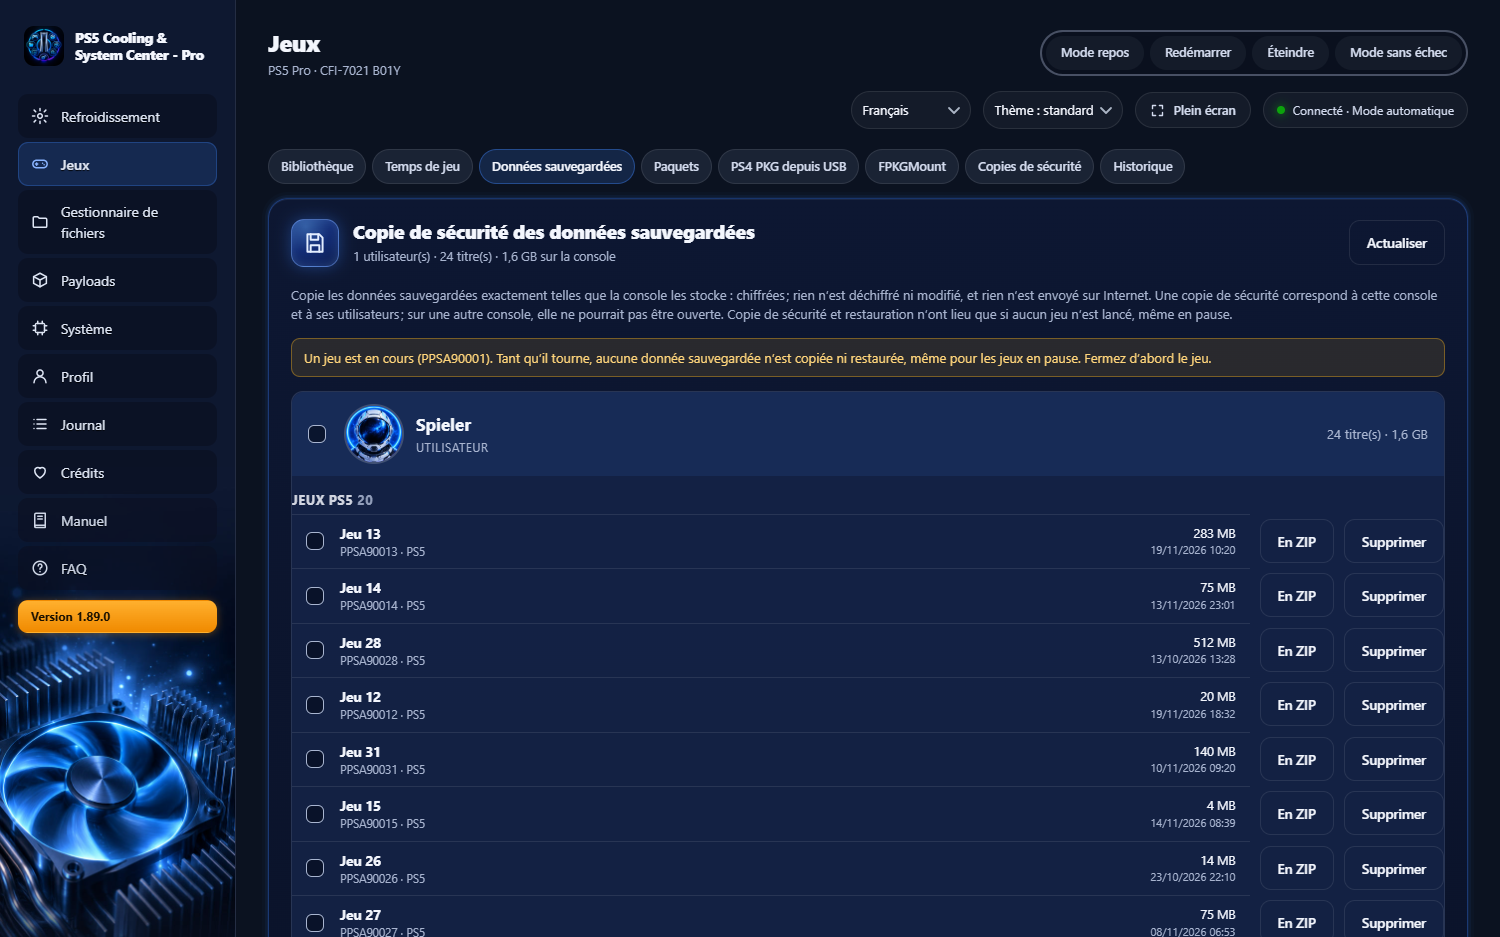 PS5 Cooling &
System Center - Pro
Refroidissement
Jeux
Gestionnaire de
fichiers
Payloads
Système
Profil
Journal
Crédits
Manuel
FAQ
Version 1.89.0
Jeux
PS5 Pro · CFI-7021 B01Y
Mode repos
Redémarrer
Éteindre
Mode sans échec
Français
Thème : standard
Plein écran
Connecté · Mode automatique
Bibliothèque
Temps de jeu
Données sauvegardées
Paquets
PS4 PKG depuis USB
FPKGMount
Copies de sécurité
Historique
Copie de sécurité des données sauvegardées
1 utilisateur(s) · 24 titre(s) · 1,6 GB sur la console
Actualiser
Copie les données sauvegardées exactement telles que la console les stocke : chiffrées ; rien n’est déchiffré ni modifié, et rien n’est envoyé sur Internet. Une copie de sécurité correspond à cette console
et à ses utilisateurs ; sur une autre console, elle ne pourrait pas être ouverte. Copie de sécurité et restauration n’ont lieu que si aucun jeu n’est lancé, même en pause.
Un jeu est en cours (PPSA90001). Tant qu’il tourne, aucune donnée sauvegardée n’est copiée ni restaurée, même pour les jeux en pause. Fermez d’abord le jeu.
Spieler
UTILISATEUR
24 titre(s) · 1,6 GB
JEUX PS5 20
Jeu 13
PPSA90013 · PS5
283 MB
19/11/2026 10:20
En ZIP
Supprimer
Jeu 14
PPSA90014 · PS5
75 MB
13/11/2026 23:01
En ZIP
Supprimer
Jeu 28
PPSA90028 · PS5
512 MB
13/10/2026 13:28
En ZIP
Supprimer
Jeu 12
PPSA90012 · PS5
20 MB
19/11/2026 18:32
En ZIP
Supprimer
Jeu 31
PPSA90031 · PS5
140 MB
10/11/2026 09:20
En ZIP
Supprimer
Jeu 15
PPSA90015 · PS5
4 MB
14/11/2026 08:39
En ZIP
Supprimer
Jeu 26
PPSA90026 · PS5
14 MB
23/10/2026 22:10
En ZIP
Supprimer
Jeu 27
PPSA90027 · PS5
75 MB
08/11/2026 06:53
En ZIP
Supprimer